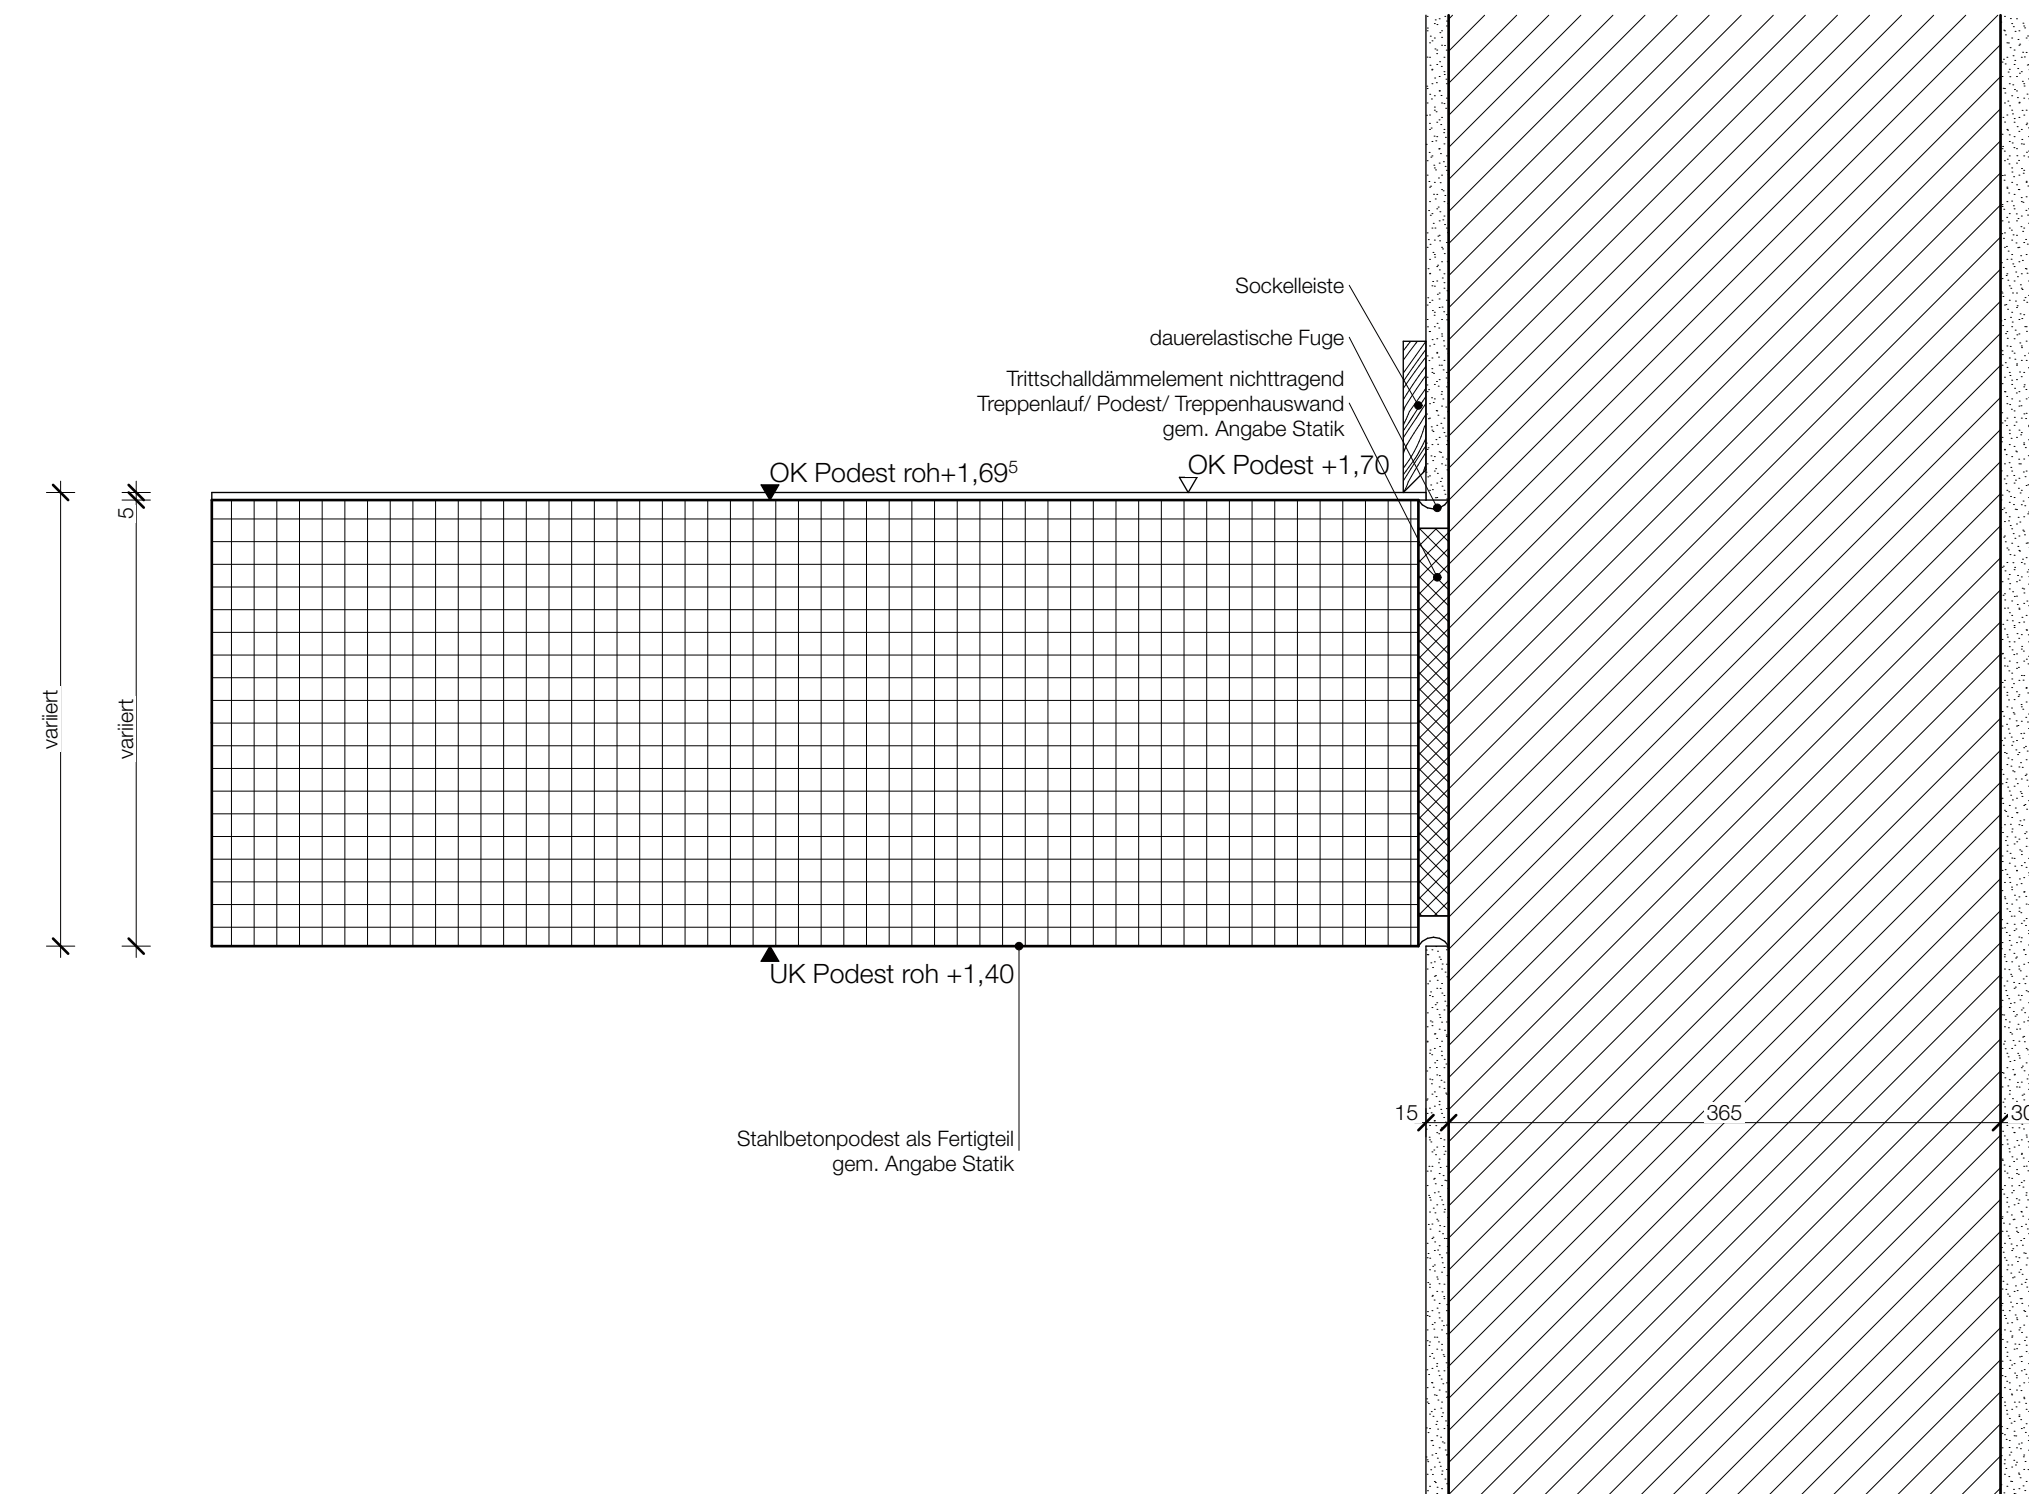 Sockelleiste
dauerelastische Fuge
Trittschalldämmelement nichttragend
Treppenlauf/ Podest/ Treppenhauswand
gem. Angabe Statik
OK Podest roh+1,69⁵
OK Podest +1,70
5
variiert
variiert
UK Podest roh +1,40
15
365
30
Stahlbetonpodest als Fertigteil
gem. Angabe Statik